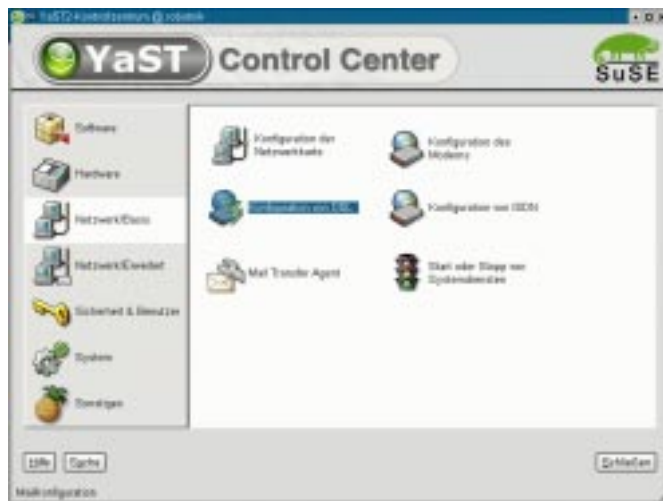 YaST2-Kontrollzentrum @
YaST Control Center
SuSE
Software
Hardware
Netzwerk/Basis
Netzwerk/Erweitert
Sicherheit & Benutzer
System
Sonstiges
Konfiguration der
Netzwerkkarte
Konfiguration des
Modems
Konfiguration von DSL
Konfiguration von ISDN
Mail Transfer Agent
Start oder Stopp von
Systemdiensten
Hilfe
Suche
Schließen
Mailkonfiguration